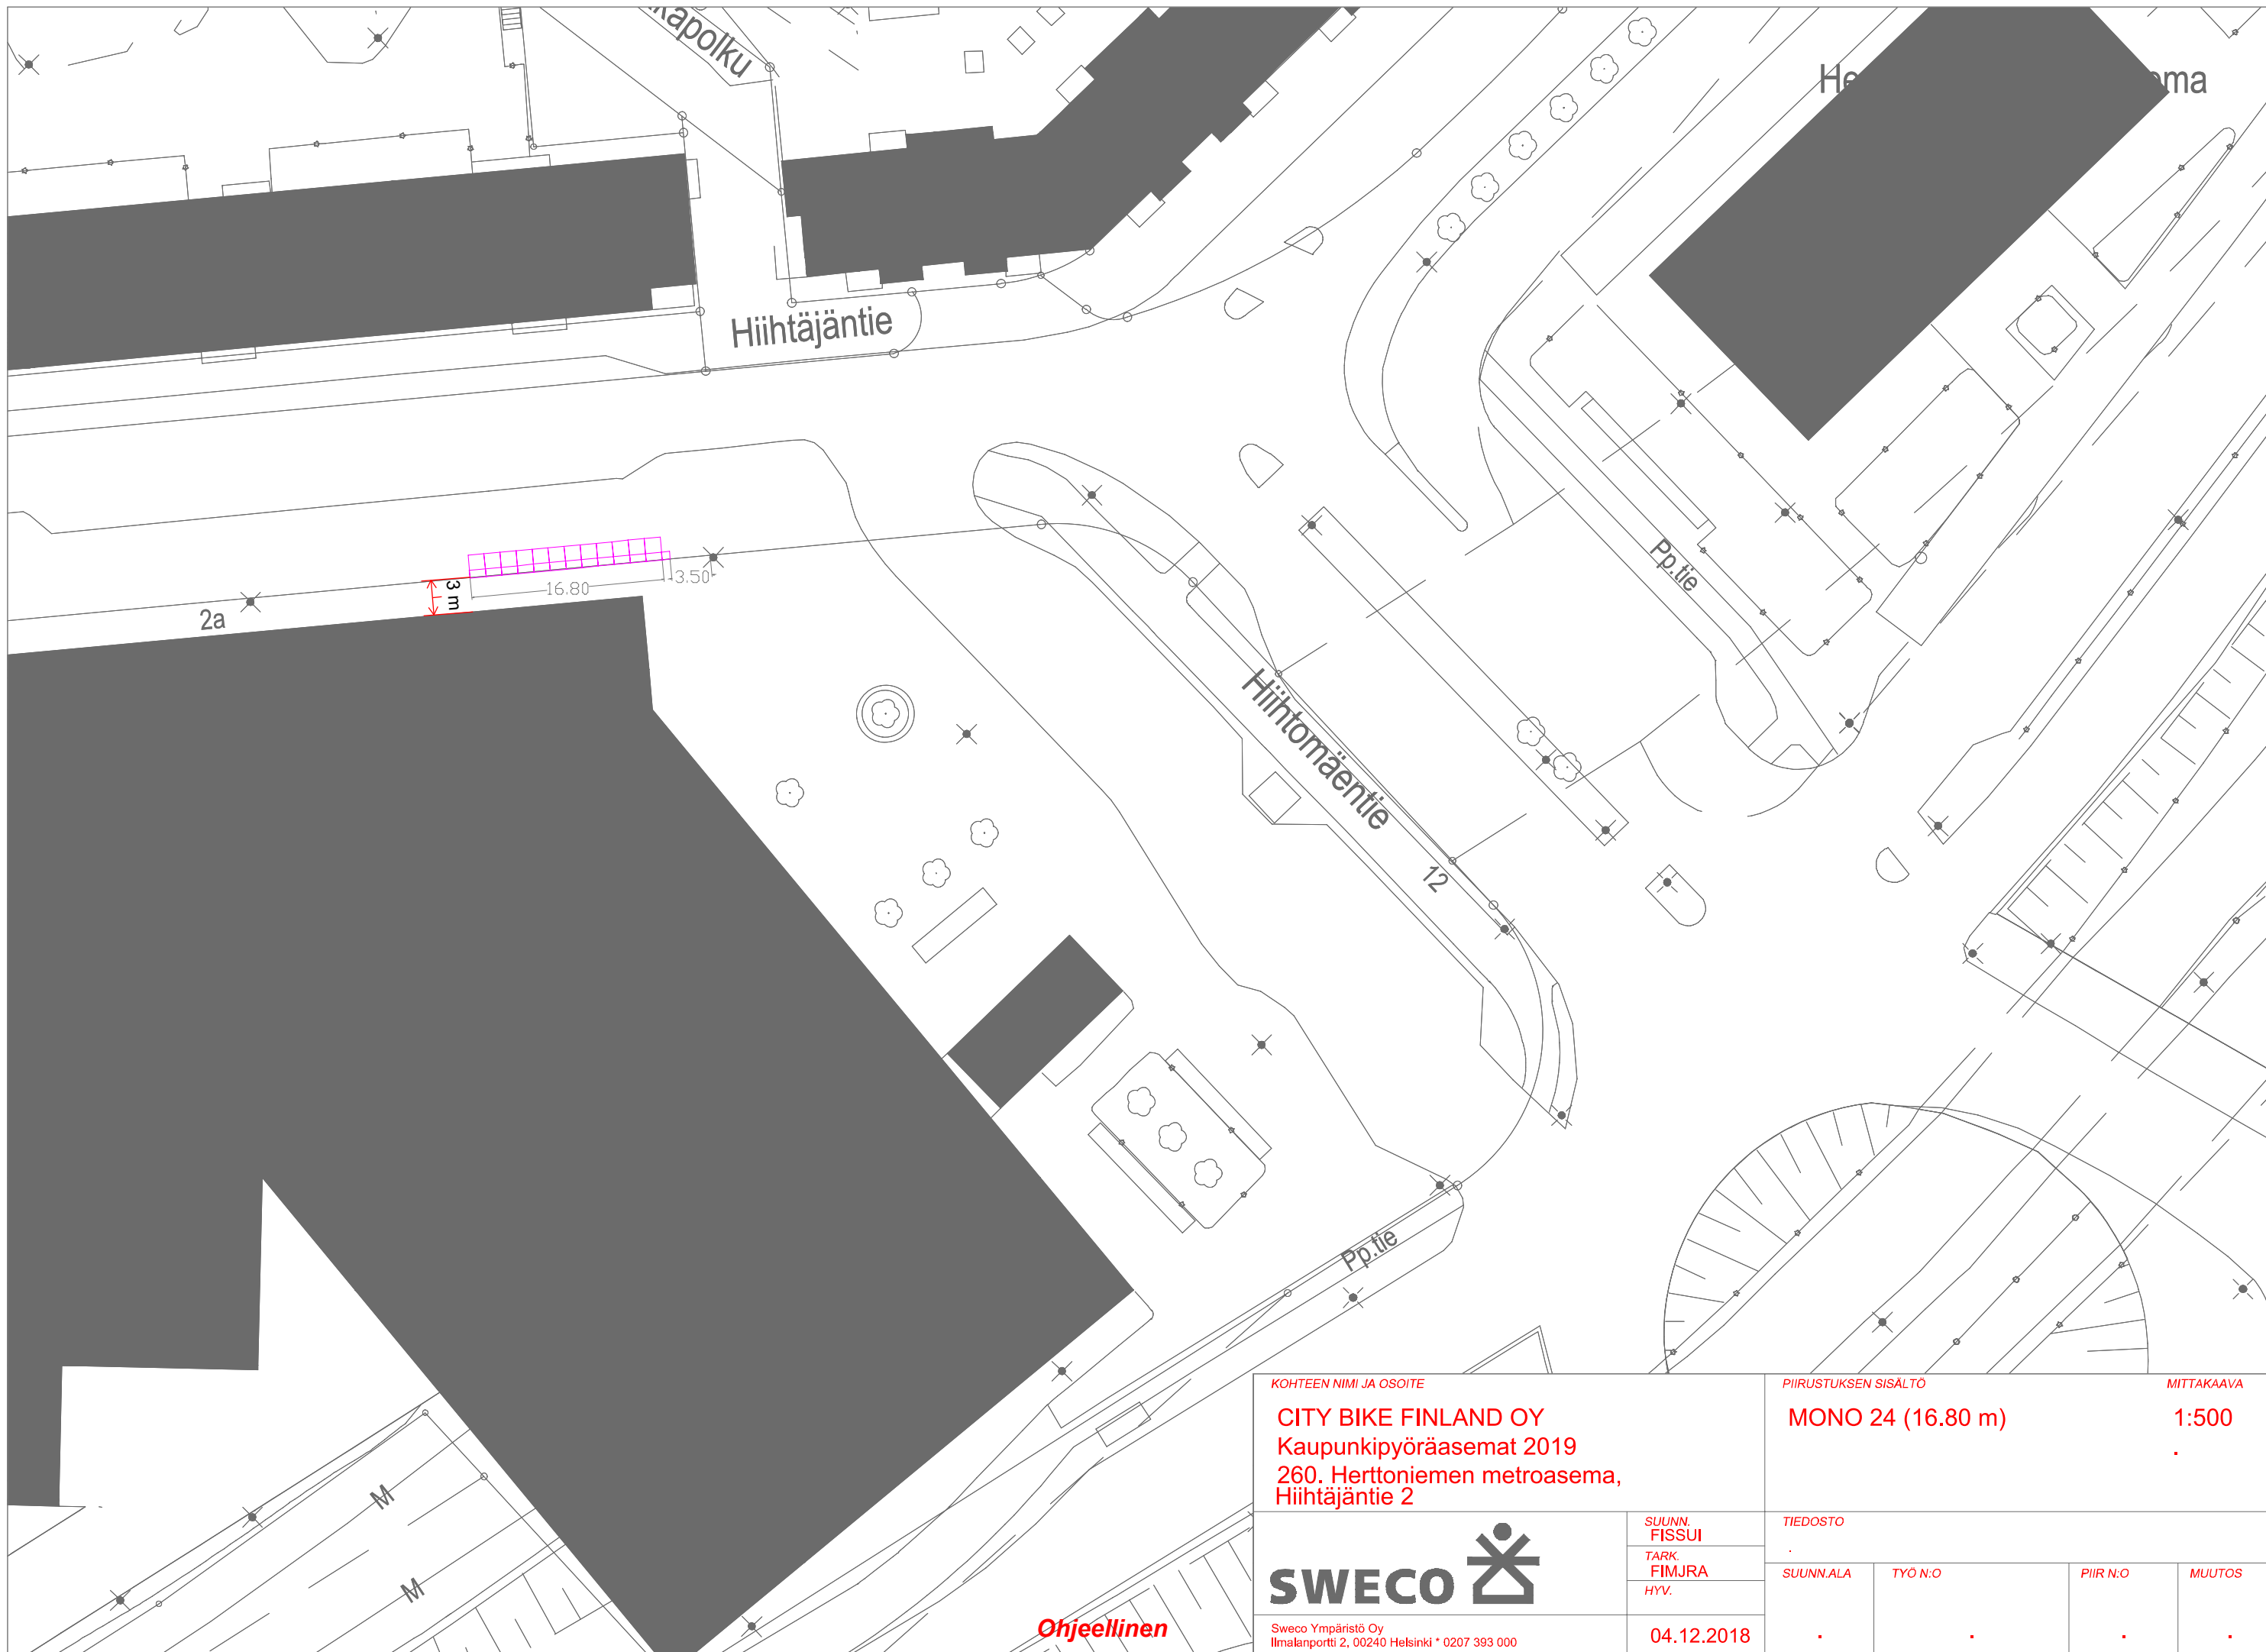 Hiihtäjäntie
2a
3 m
16.80
3.50
Pp.tie
Hiihtomäentie
12
Pp.tie
M
M
Ohjeellinen
KOHTEEN NIMI JA OSOITE
CITY BIKE FINLAND OY
Kaupunkipyöräasemat 2019
260. Herttoniemen metroasema,
Hiihtäjäntie 2
PIIRUSTUKSEN SISÄLTÖ
MITTAKAAVA
MONO 24 (16.80 m)
1:500
SWECO
SUUNN.
FISSUI
TARK.
FIMJRA
HYV.
TIEDOSTO
SUUNN.ALA
TYÖ N:O
PIIR N:O
MUUTOS
Sweco Ympäristö Oy
Ilmalanportti 2, 00240 Helsinki * 0207 393 000
04.12.2018